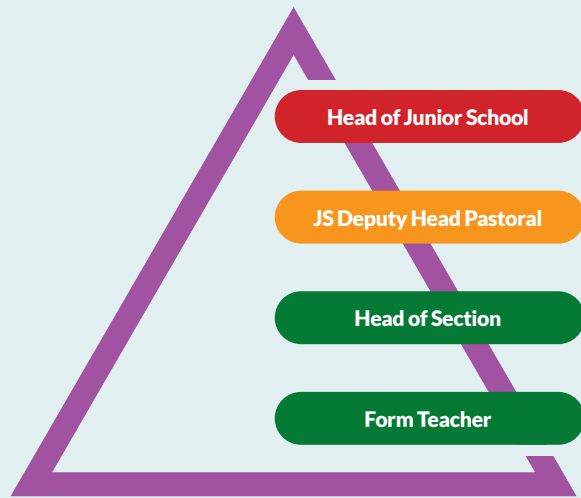 Head of Junior School
JS Deputy Head Pastoral
Head of Section
Form Teacher